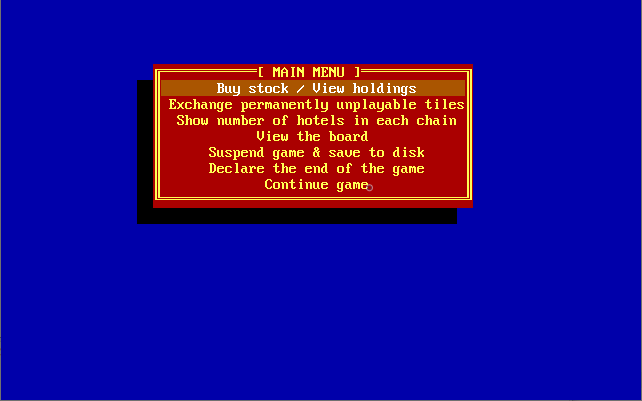 [ MAIN MENU ]
Buy stock / View holdings
Exchange permanently unplayable tiles
Show number of hotels in each chain
View the board
Suspend game & save to disk
Declare the end of the game
Continue game